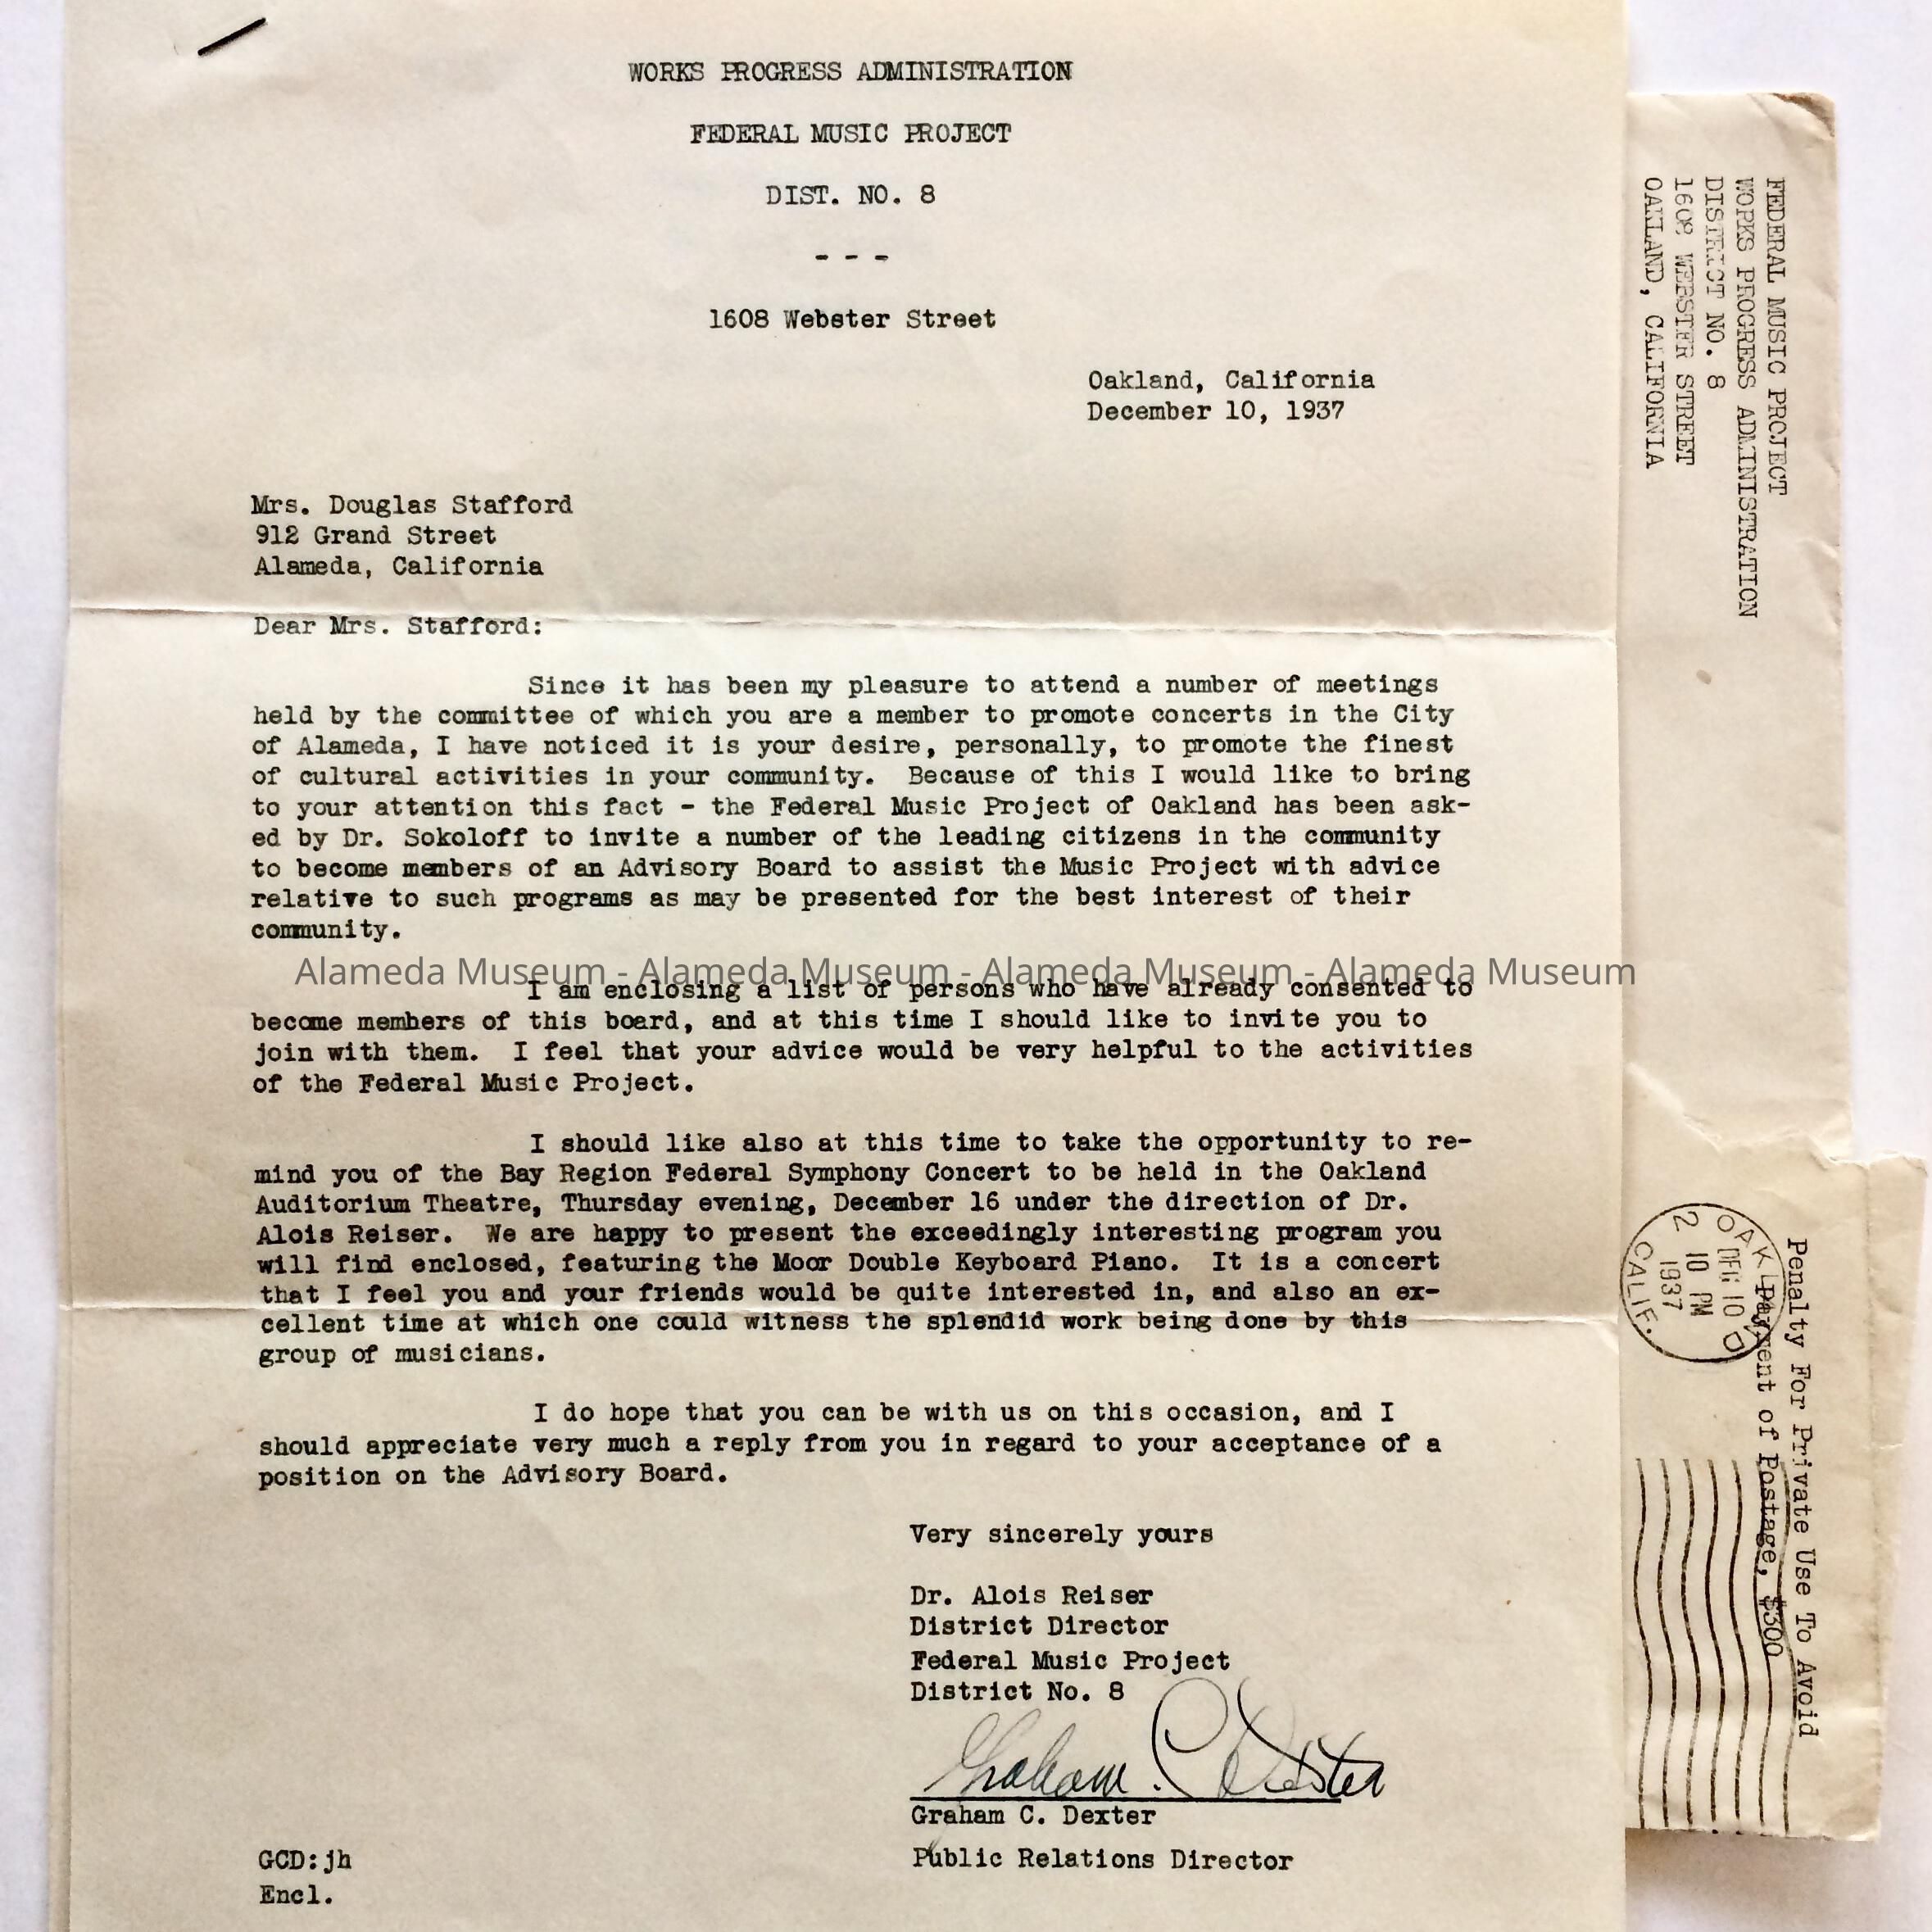 WORKS PROGRESS ADMINISTRATION
FEDERAL MUSIC PROJECT
DIST. NO. 8
- - -
1608 Webster Street
Oakland, California
December 10, 1937
Mrs. Douglas Stafford
912 Grand Street
Alameda, California
Dear Mrs. Stafford:
Since it has been my pleasure to attend a number of meetings
held by the committee of which you are a member to promote concerts in the City
of Alameda, I have noticed it is your desire, personally, to promote the finest
of cultural activities in your community. Because of this I would like to bring
to your attention this fact - the Federal Music Project of Oakland has been ask-
ed by Dr. Sokoloff to invite a number of the leading citizens in the community
to become members of an Advisory Board to assist the Music Project with advice
relative to such programs as may be presented for the best interest of their
community.
Alameda Museum - Alameda Museum - Alameda Museum - Alameda Museum
I am enclosing a list of persons who have already consented to
become members of this board, and at this time I should like to invite you to
join with them. I feel that your advice would be very helpful to the activities
of the Federal Music Project.
I should like also at this time to take the opportunity to re-
mind you of the Bay Region Federal Symphony Concert to be held in the Oakland
Auditorium Theatre, Thursday evening, December 16 under the direction of Dr.
Alois Reiser. We are happy to present the exceedingly interesting program you
will find enclosed, featuring the Moor Double Keyboard Piano. It is a concert
that I feel you and your friends would be quite interested in, and also an ex-
cellent time at which one could witness the splendid work being done by this
group of musicians.
I do hope that you can be with us on this occasion, and I
should appreciate very much a reply from you in regard to your acceptance of a
position on the Advisory Board.
Very sincerely yours
Dr. Alois Reiser
District Director
Federal Music Project
District No. 8
Graham C. Dexter
Graham C. Dexter
Public Relations Director
GCD:jh
Encl.
FEDERAL MUSIC PROJECT
WORKS PROGRESS ADMINISTRATION
DISTRICT NO. 8
1608 WEBSTER STREET
OAKLAND, CALIFORNIA
Penalty For Private Use To Avoid
Payment of Postage, $300
OAKLAND
DEC 10
10 PM
1937
2
CALIF.